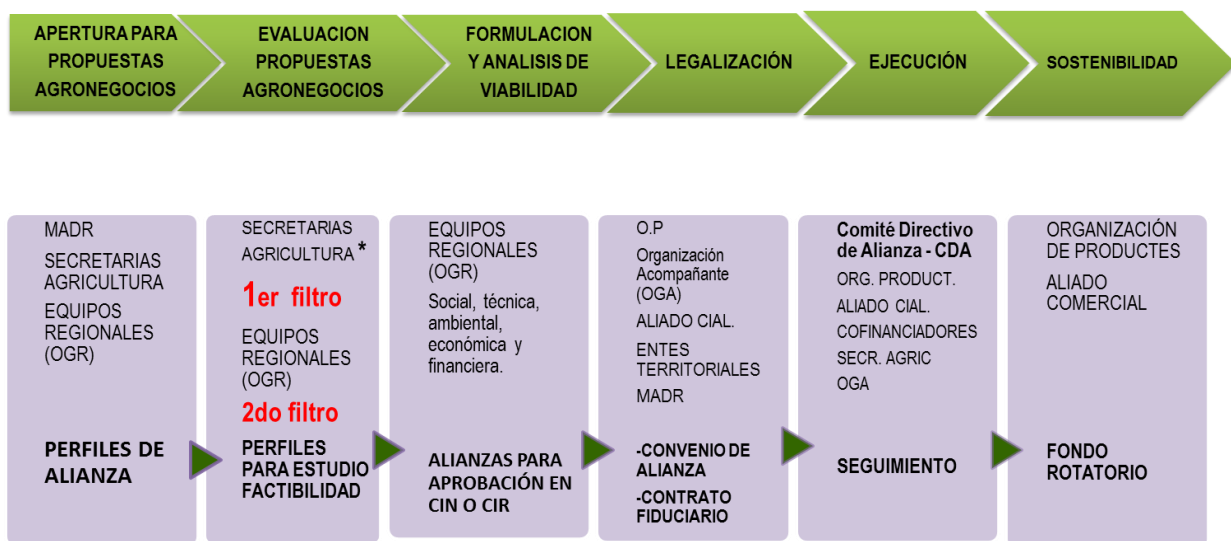 APERTURA PARA
PROPUESTAS
AGRONEGOCIOS
EVALUACION
PROPUESTAS
AGRONEGOCIOS
FORMULACION
Y ANALISIS DE
VIABILIDAD
LEGALIZACIÓN
EJECUCIÓN
SOSTENIBILIDAD
MADR
SECRETARIAS
AGRICULTURA
EQUIPOS
REGIONALES
(OGR)
PERFILES DE
ALIANZA
SECRETARIAS
AGRICULTURA *
1er filtro
EQUIPOS
REGIONALES
(OGR)
2do filtro
PERFILES
PARA ESTUDIO
FACTIBILIDAD
EQUIPOS
REGIONALES
(OGR)
Social, técnica,
ambiental,
económica y
financiera.
ALIANZAS PARA
APROBACIÓN EN
CIN O CIR
O.P
Organización
Acompañante
(OGA)
ALIADO CIAL.
ENTES
TERRITORIALES
MADR
-CONVENIO DE
ALIANZA
-CONTRATO
FIDUCIARIO
Comité Directivo
de Alianza - CDA
ORG. PRODUCT.
ALIADO CIAL.
COFINANCIADORES
SECR. AGRIC
OGA
SEGUIMIENTO
ORGANIZACIÓN
DE PRODUCTES
ALIADO
COMERCIAL
FONDO
ROTATORIO